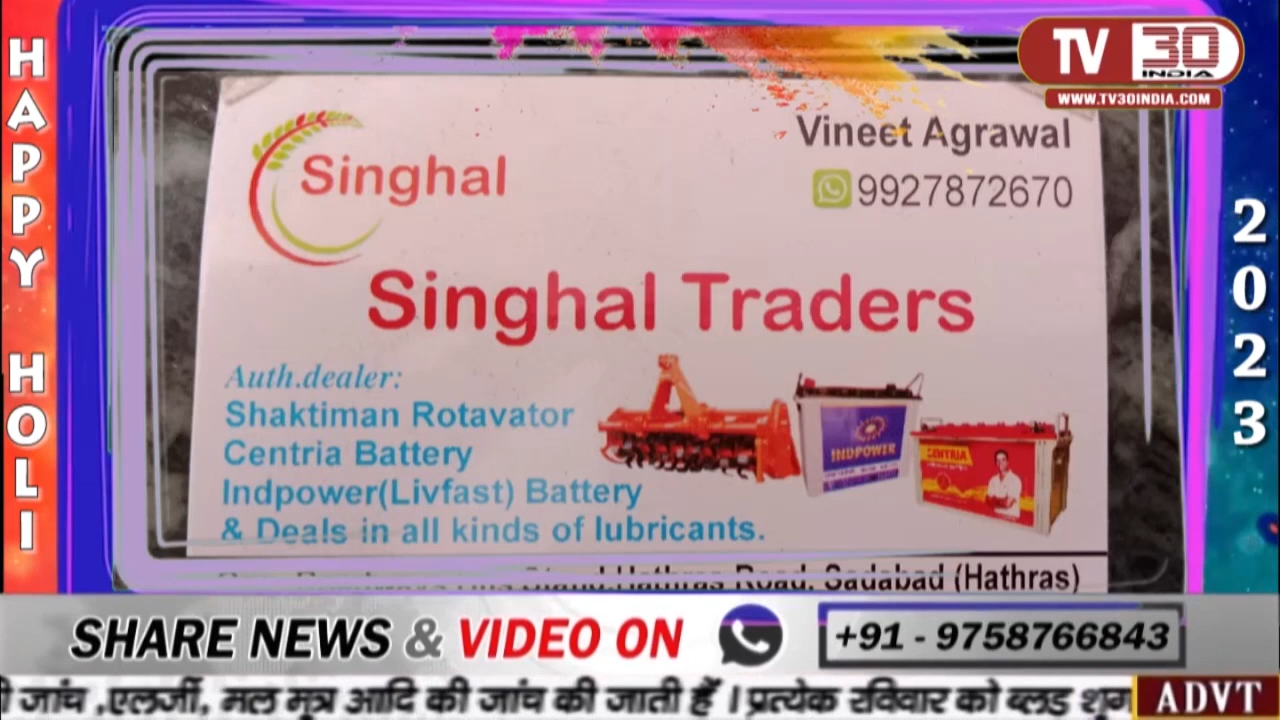 HAPPY HOLI
TV 30 INDIA
WWW.TV30INDIA.COM
Singhal
Vineet Agrawal
9927872670
Singhal Traders
Auth.dealer:
Shaktiman Rotavator
Centria Battery
Indpower(Livfast) Battery
& Deals in all kinds of lubricants.
INDPOWER
CENTRIA
Stand, Hathras Road, Sadabad (Hathras)
2023
SHARE NEWS & VIDEO ON
+91 - 9758766843
जांच ,एलर्जी, मल मूत्र आदि की जांच की जाती हैं । प्रत्येक रविवार को ब्लड शुग
ADVT